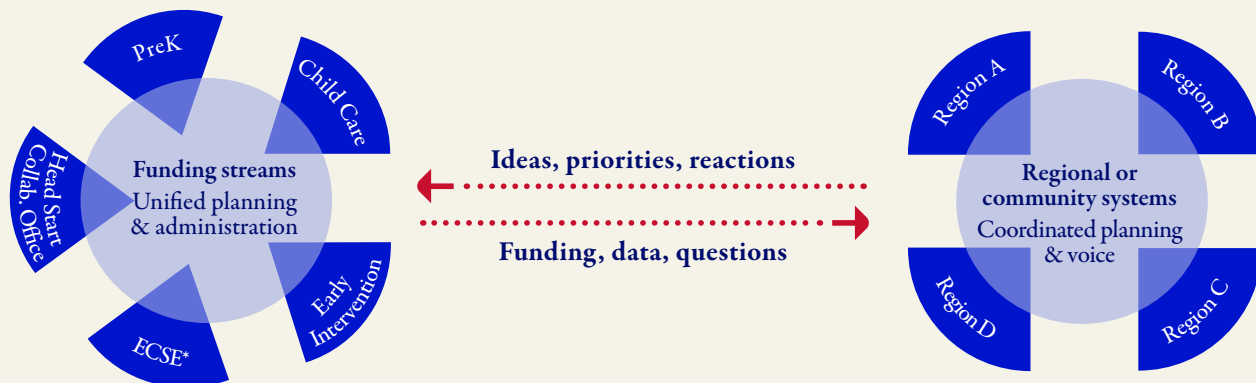 PreK
Child Care
Head Start
Collab. Office
Funding streams
Unified planning
& administration
Early
Intervention
ECSE*
Ideas, priorities, reactions
Funding, data, questions
Region A
Region B
Regional or
community systems
Coordinated planning
& voice
Region D
Region C